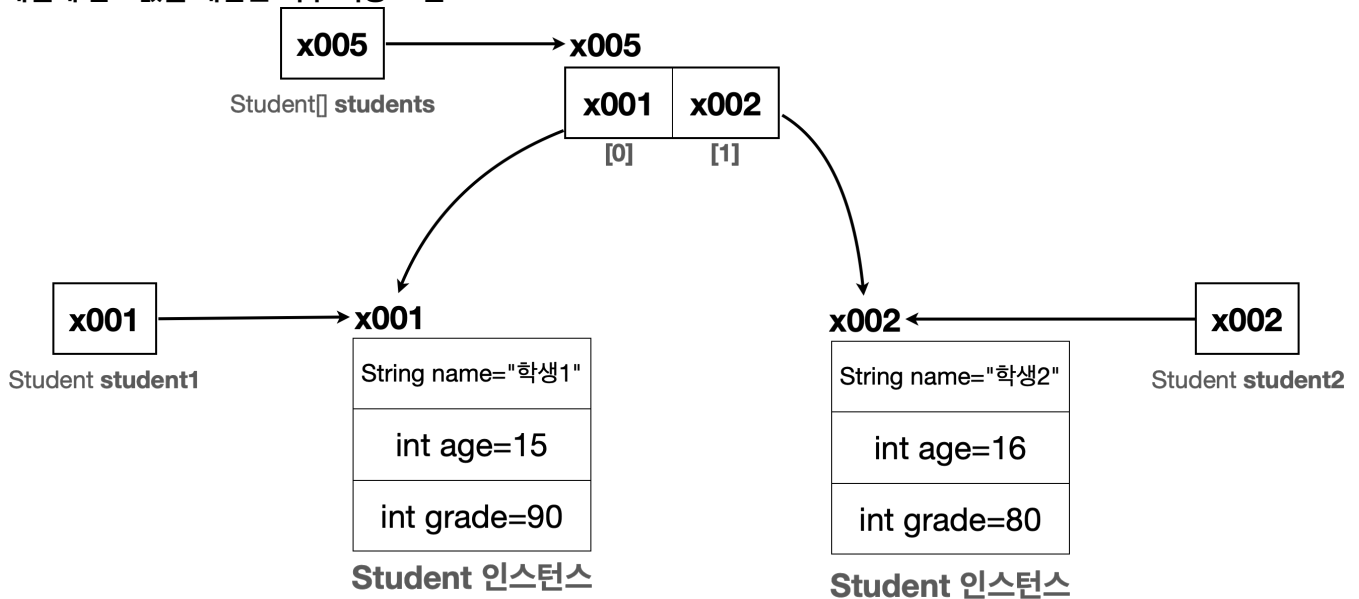 x005
x005
Student[] students
x001 x002
[0] [1]
x001
x001
x002
x002
Student student1
Student student2
String name="학생1"
int age=15
int grade=90
Student 인스턴스
String name="학생2"
int age=16
int grade=80
Student 인스턴스